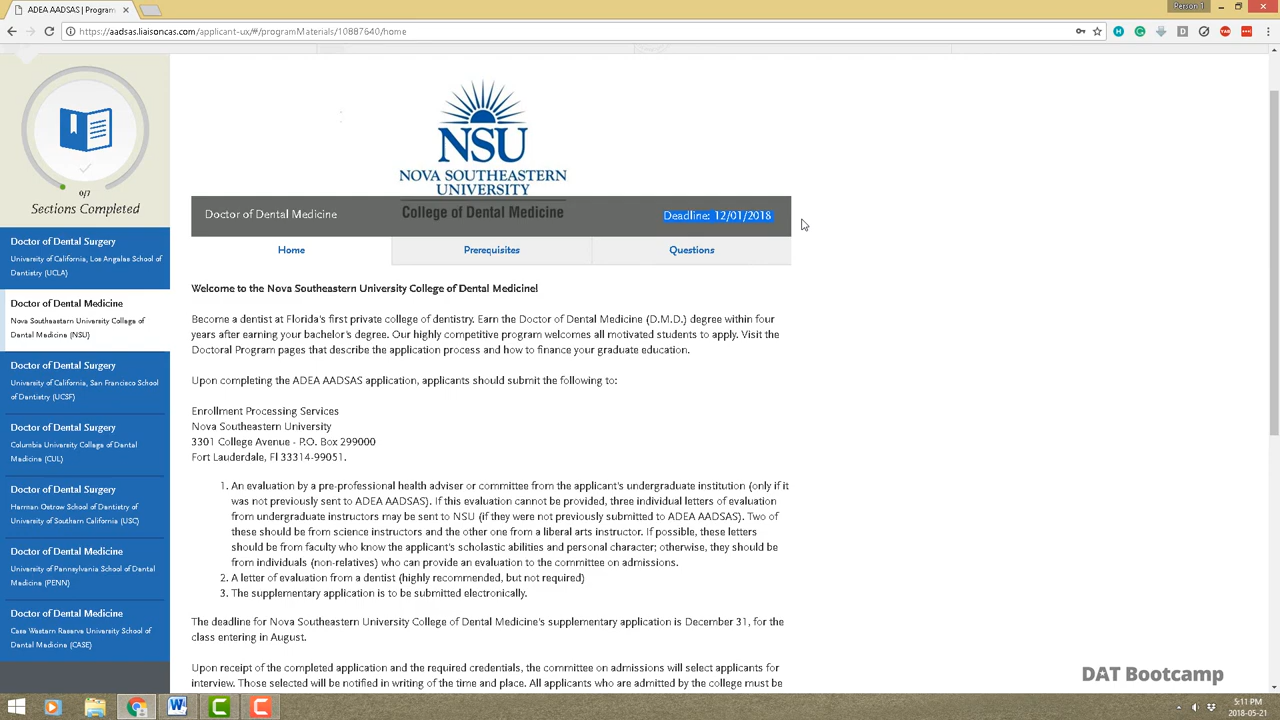 ADEA AADSAS | Program
Person 1
https://aadsas.liaisoncas.com/applicant-ux/#/programMaterials/10887640/home
0/7
Sections Completed
Doctor of Dental Surgery
University of California, Los Angalas School of
Dentistry (UCLA)
Doctor of Dental Medicine
Nova Southaastarn University Collage of
Dental Medicine (NSU)
Doctor of Dental Surgery
University of California, San Francisco School
of Dentistry (UCSF)
Doctor of Dental Surgery
Columbia University Collaga of Dental
Madicina (CUL)
Doctor of Dental Surgery
Harman Ostrow School of Dentistry of
University of Southern California (USC)
Doctor of Dental Medicine
University of Pannsylvania School of Dantal
Medicine (PENN)
Doctor of Dental Medicine
Casa Wastarn Rasarva University School of
Dental Madicina (CASE)
NSU
NOVA SOUTHEASTERN
UNIVERSITY
College of Dental Medicine
Doctor of Dental Medicine
Deadline: 12/01/2018
Home
Prerequisites
Questions
Welcome to the Nova Southeastern University College of Dental Medicine!
Become a dentist at Florida's first private college of dentistry. Earn the Doctor of Dental Medicine (D.M.D.) degree within four
years after earning your bachelor's degree. Our highly competitive program welcomes all motivated students to apply. Visit the
Doctoral Program pages that describe the application process and how to finance your graduate education.
Upon completing the ADEA AADSAS application, applicants should submit the following to:
Enrollment Processing Services
Nova Southeastern University
3301 College Avenue - P.O. Box 299000
Fort Lauderdale, Fl 33314-99051.
1. An evaluation by a pre-professional health adviser or committee from the applicant's undergraduate institution (only if it
was not previously sent to ADEA AADSAS). If this evaluation cannot be provided, three individual letters of evaluation
from undergraduate instructors may be sent to NSU (if they were not previously submitted to ADEA AADSAS). Two of
these should be from science instructors and the other one from a liberal arts instructor. If possible, these letters
should be from faculty who know the applicant's scholastic abilities and personal character; otherwise, they should be
from individuals (non-relatives) who can provide an evaluation to the committee on admissions.
2. A letter of evaluation from a dentist (highly recommended, but not required)
3. The supplementary application is to be submitted electronically.
The deadline for Nova Southeastern University College of Dental Medicine's supplementary application is December 31, for the
class entering in August.
Upon receipt of the completed application and the required credentials, the committee on admissions will select applicants for
interview. Those selected will be notified in writing of the time and place. All applicants who are admitted by the college must be
DAT Bootcamp
5:11 PM
2018-05-21